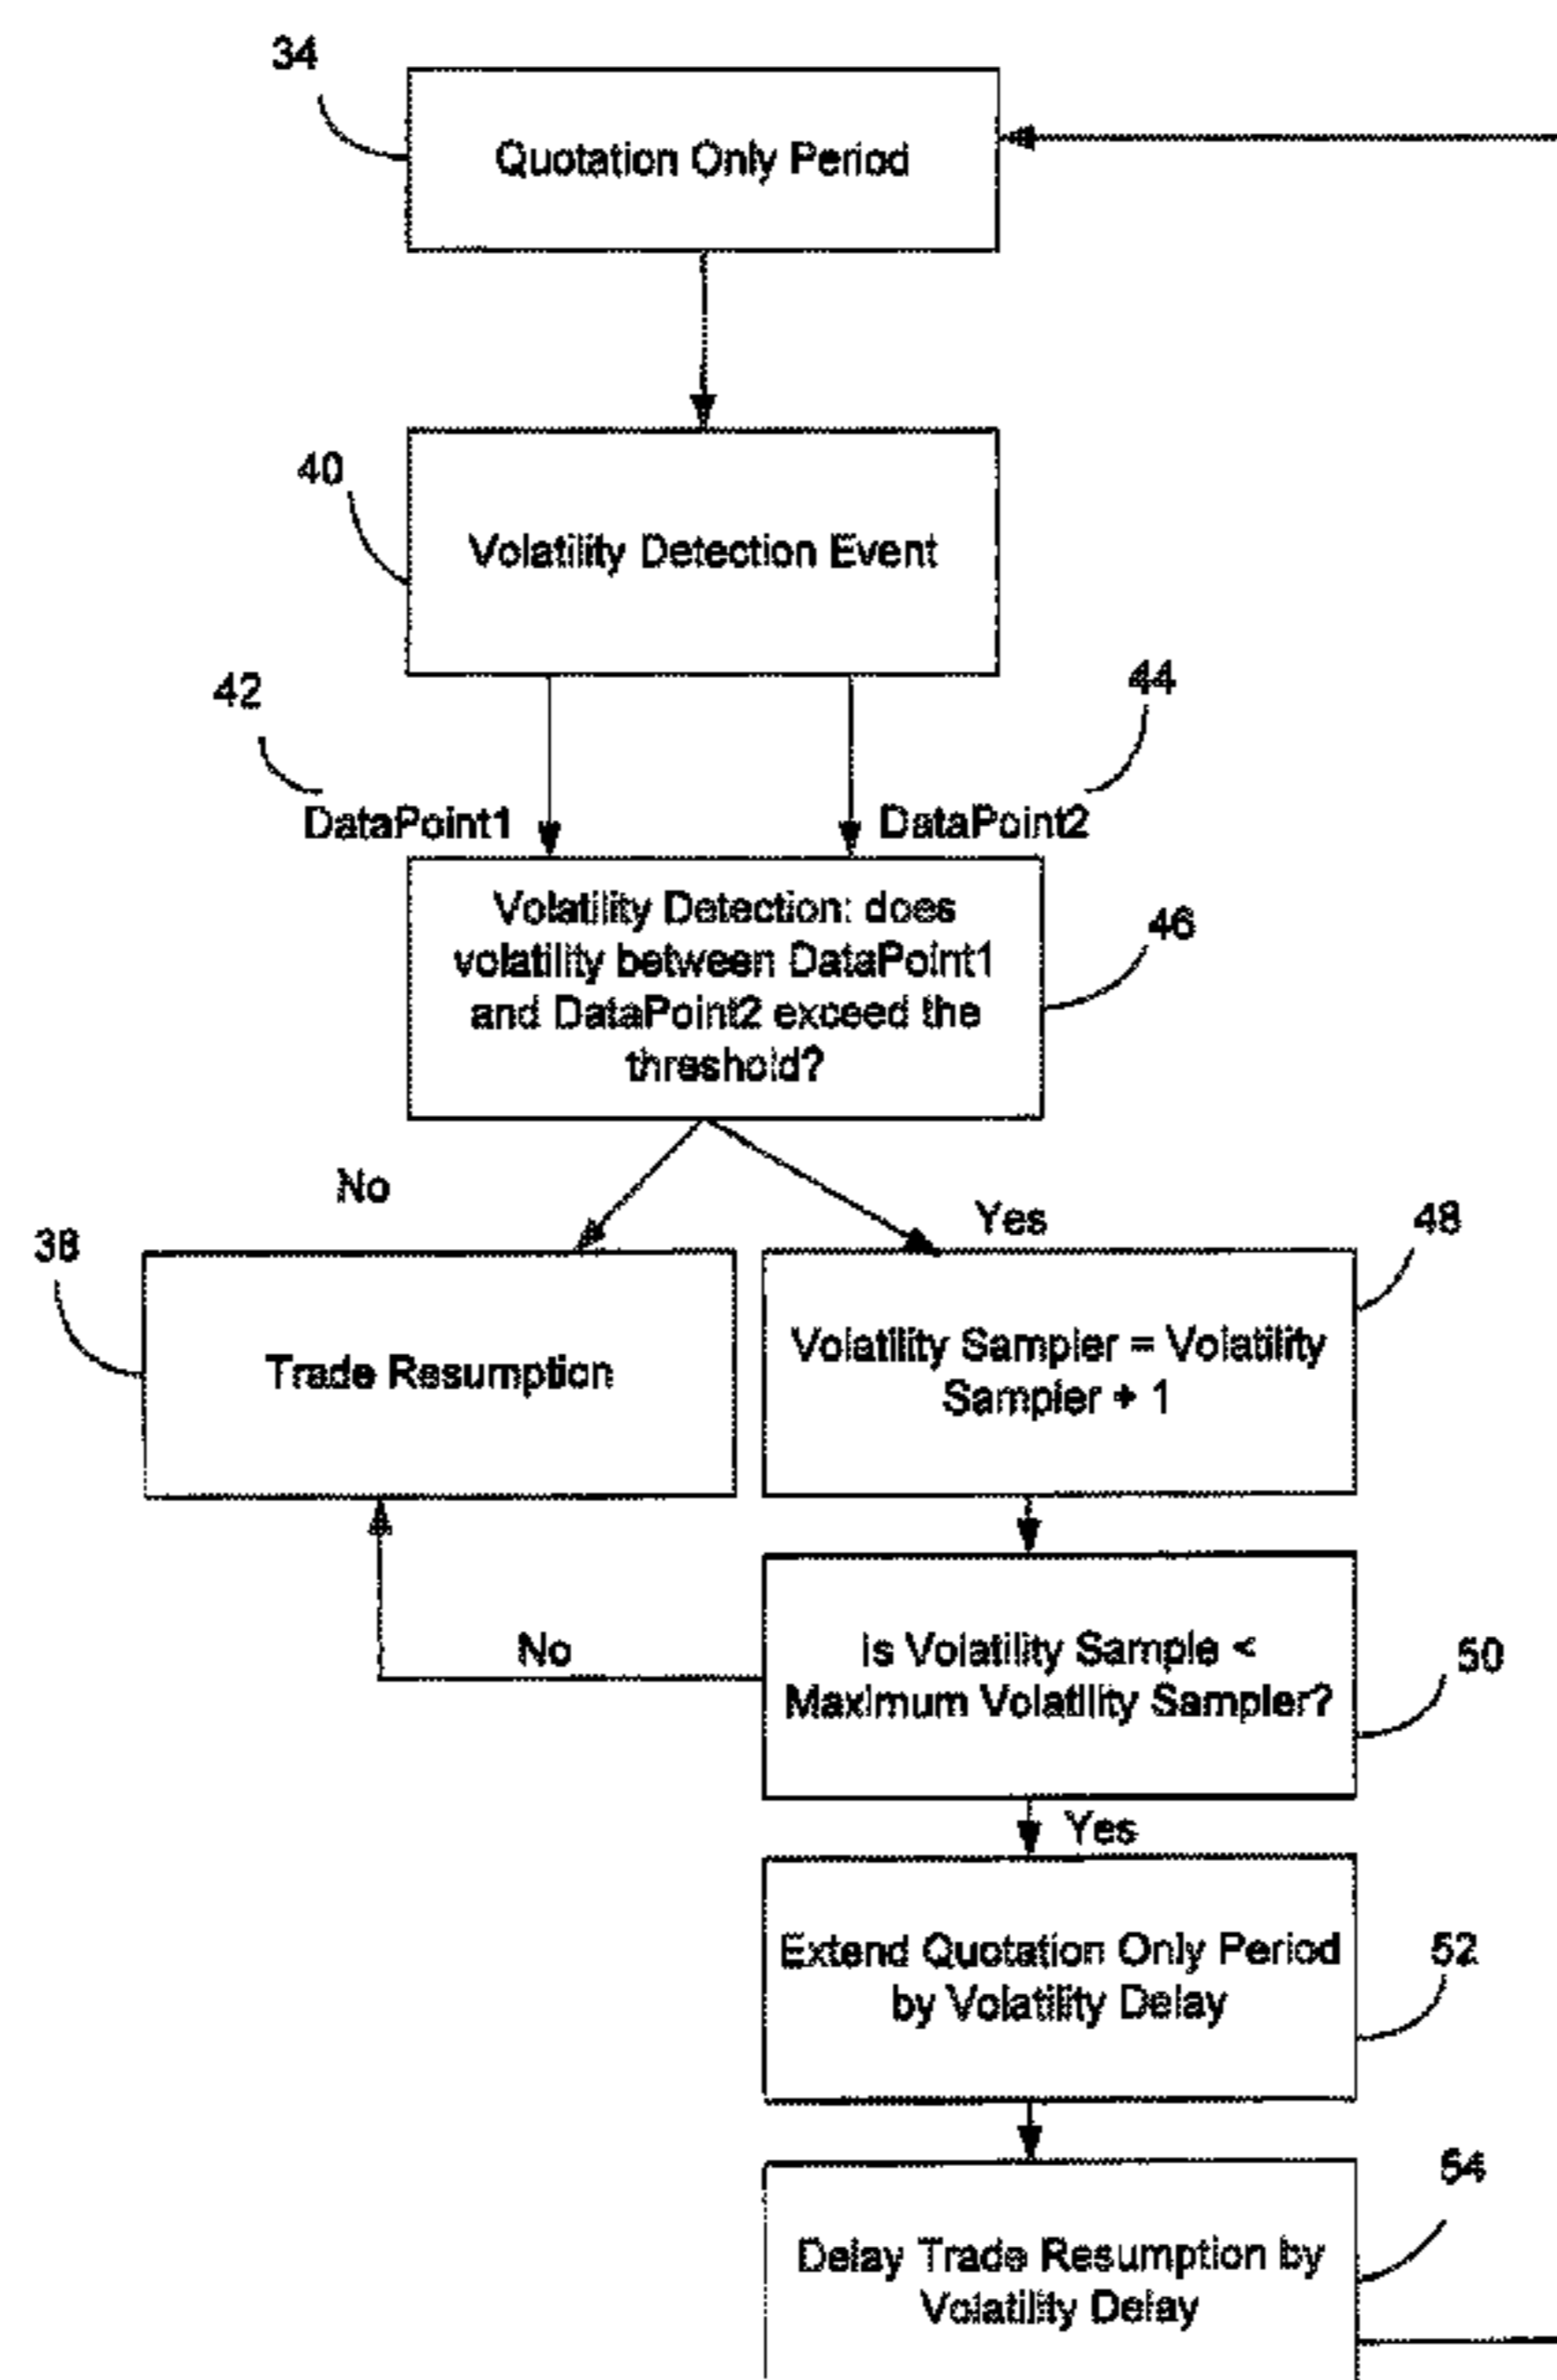 34
Quotation Only Period
40
Volatility Detection Event
42
44
DataPoint1
DataPoint2
Volatility Detection: does
volatility between DataPoint1
and DataPoint2 exceed the
threshold?
46
No
Yes
38
48
Trade Resumption
Volatility Sampler = Volatility
Sampler + 1
No
Is Volatility Sample <
Maximum Volatility Sampler?
50
Yes
Extend Quotation Only Period
by Volatility Delay
52
54
Delay Trade Resumption by
Volatility Delay